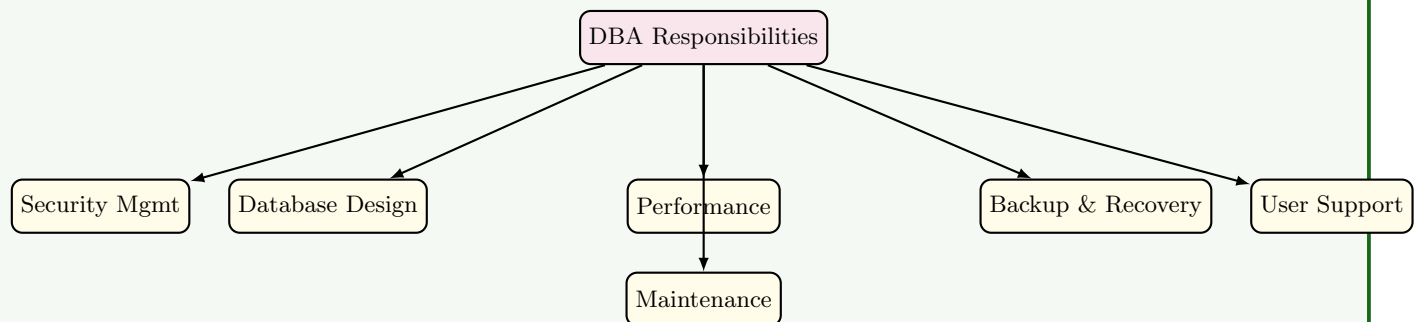 DBA Responsibilities
Security Mgmt
Database Design
Performance
Backup & Recovery
User Support
Maintenance